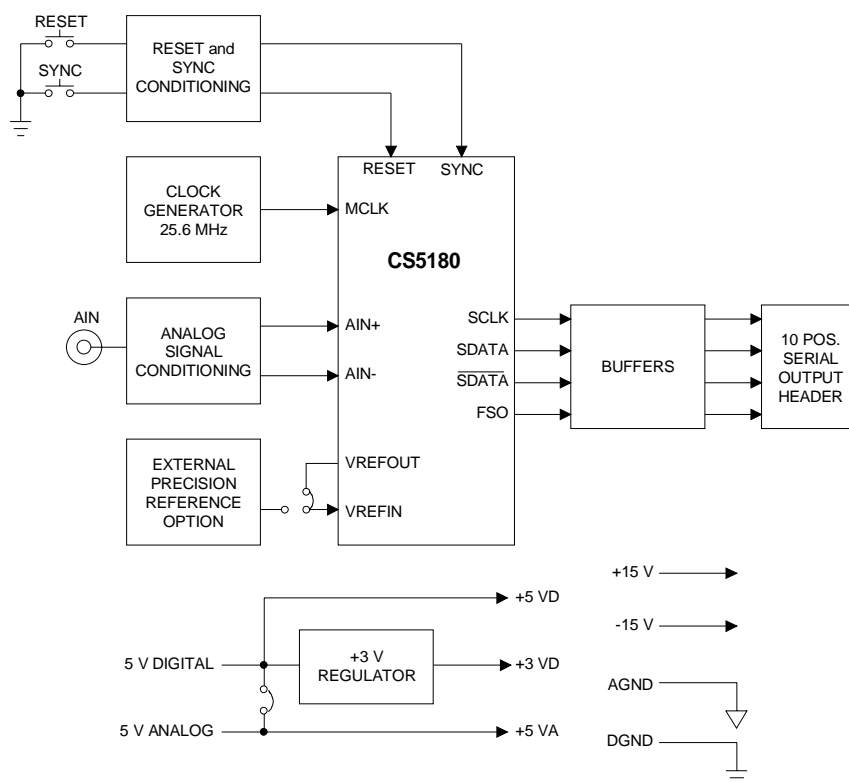 RESET
SYNC
RESET and
SYNC
CONDITIONING
RESET
SYNC
CLOCK
GENERATOR
25.6 MHz
MCLK
CS5180
AIN
ANALOG
SIGNAL
CONDITIONING
AIN+
AIN-
SCLK
SDATA
SDATA
FSO
BUFFERS
10 POS.
SERIAL
OUTPUT
HEADER
EXTERNAL
PRECISION
REFERENCE
OPTION
VREFOUT
VREFIN
+5 VD
5 V DIGITAL
+3 V
REGULATOR
+3 VD
5 V ANALOG
+5 VA
+15 V
-15 V
AGND
DGND